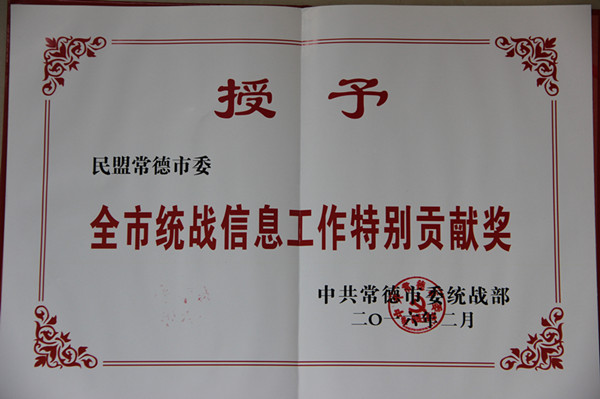 授予
民盟常德市委
全市统战信息工作特别贡献奖
中共常德市委统战部
二〇一六年二月